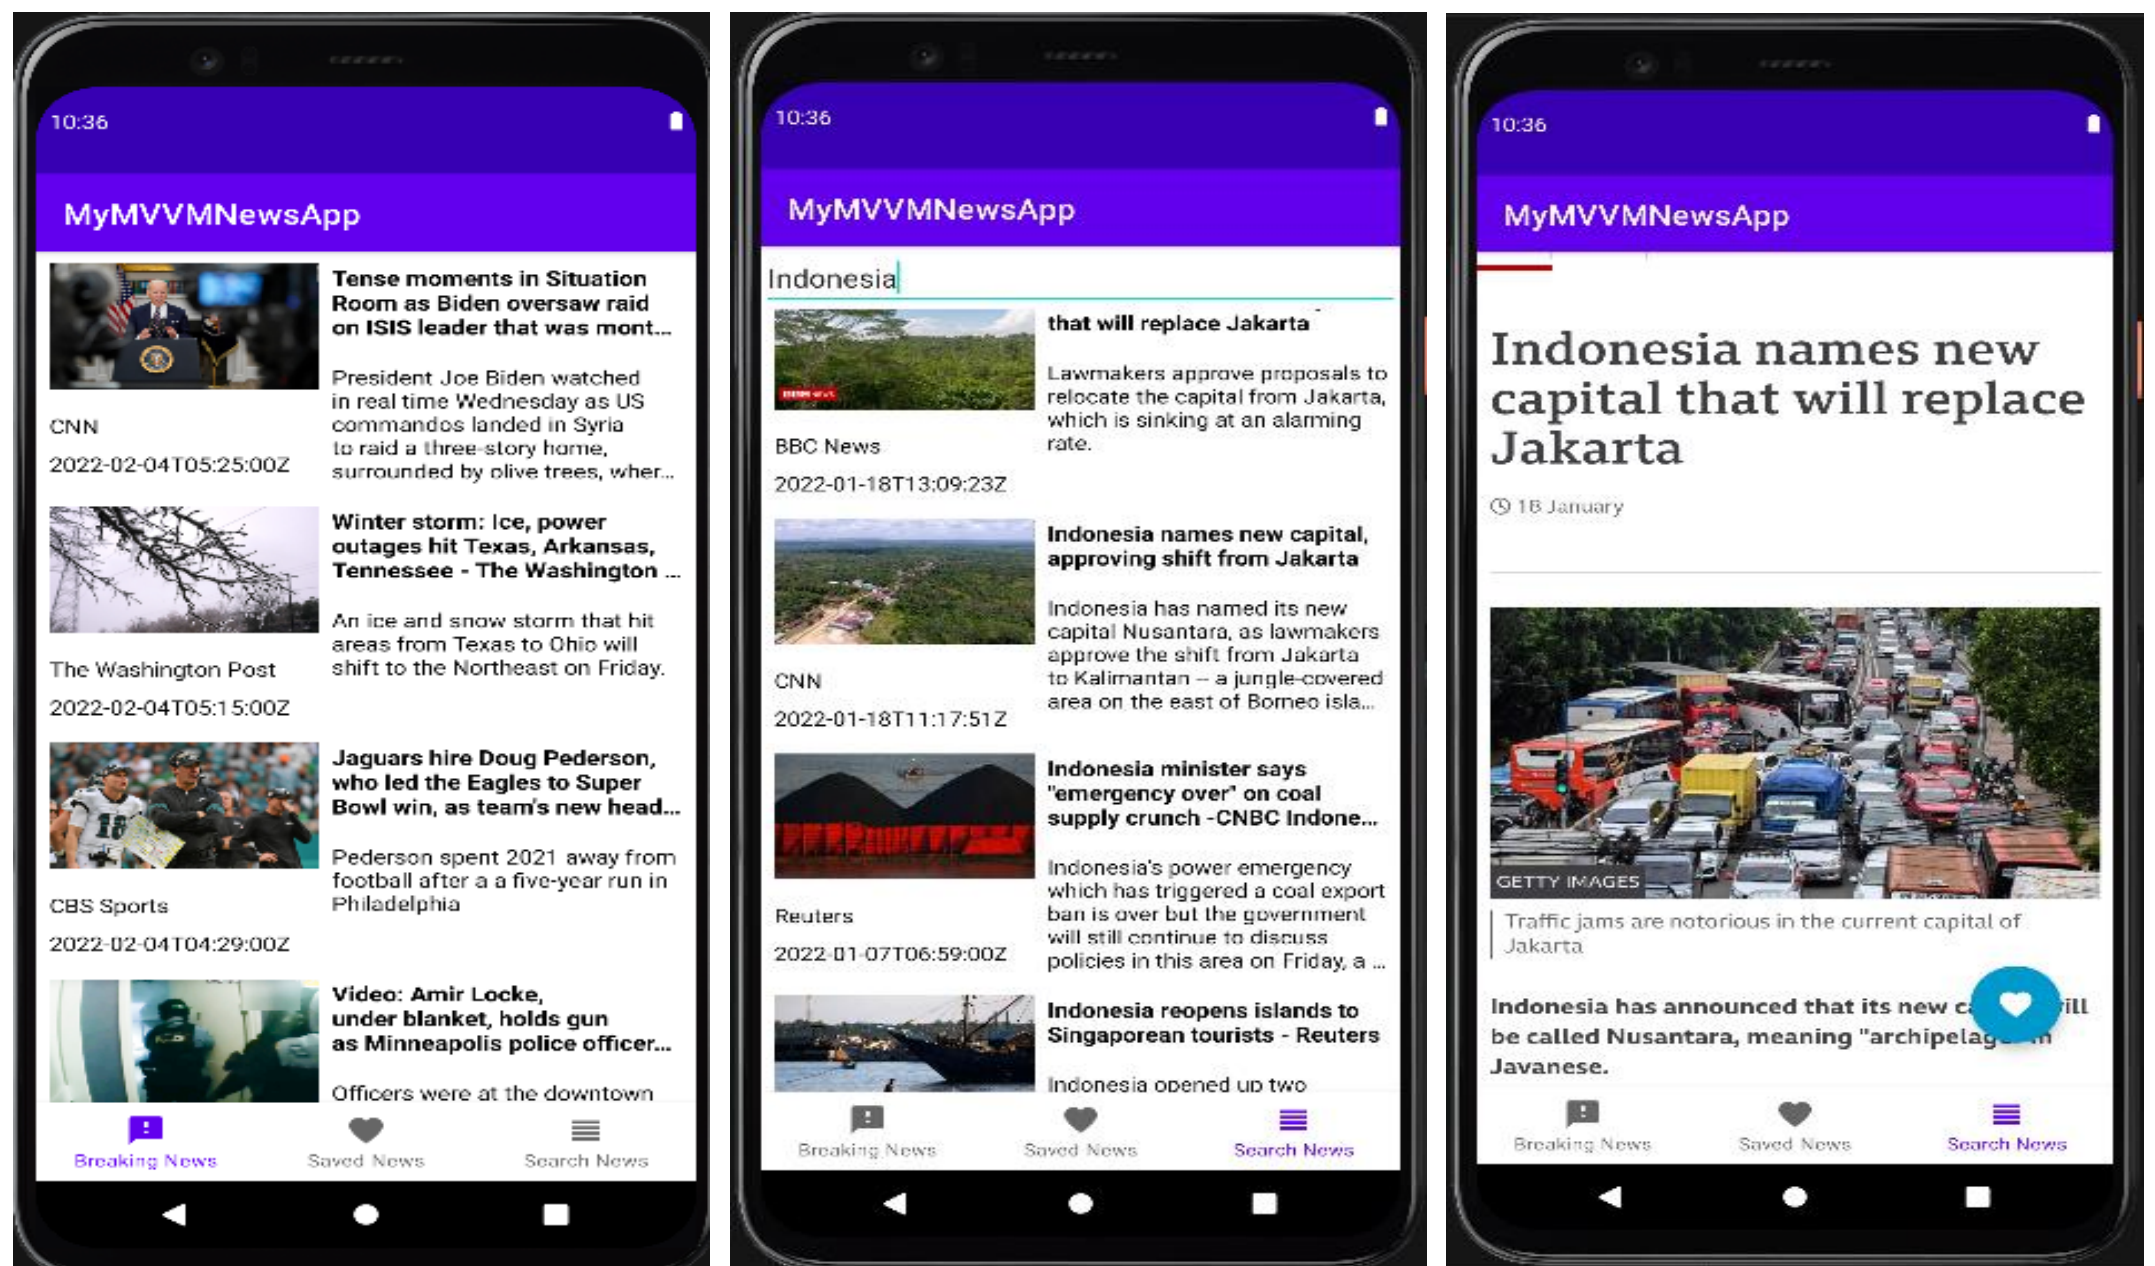 10:36
MyMVVMNewsApp
Tense moments in Situation
Room as Biden oversaw raid
on ISIS leader that was mont...
President Joe Biden watched
in real time Wednesday as US
commandos landed in Syria
to raid a three-story home,
surrounded by olive trees, wher...
CNN
2022-02-04T05:25:00Z
Winter storm: Ice, power
outages hit Texas, Arkansas,
Tennessee - The Washington ...
An ice and snow storm that hit
areas from Texas to Ohio will
shift to the Northeast on Friday.
The Washington Post
2022-02-04T05:15:00Z
Jaguars hire Doug Pederson,
who led the Eagles to Super
Bowl win, as team's new head...
Pederson spent 2021 away from
football after a a five-year run in
Philadelphia
CBS Sports
2022-02-04T04:29:00Z
Video: Amir Locke,
under blanket, holds gun
as Minneapolis police officer...
Officers were at the downtown
Breaking News
Saved News
Search News
10:36
MyMVVMNewsApp
Indonesia
that will replace Jakarta
Lawmakers approve proposals to
relocate the capital from Jakarta,
which is sinking at an alarming
rate.
BBC NEWS
BBC News
2022-01-18T13:09:23Z
Indonesia names new capital,
approving shift from Jakarta
Indonesia has named its new
capital Nusantara, as lawmakers
approve the shift from Jakarta
to Kalimantan -- a jungle-covered
area on the east of Borneo isla...
CNN
2022-01-18T11:17:51Z
Indonesia minister says
"emergency over" on coal
supply crunch -CNBC Indone...
Indonesia's power emergency
which has triggered a coal export
ban is over but the government
will still continue to discuss
policies in this area on Friday, a ...
Reuters
2022-01-07T06:59:00Z
Indonesia reopens islands to
Singaporean tourists - Reuters
Indonesia opened up two
Breaking News
Saved News
Search News
10:36
MyMVVMNewsApp
Indonesia names new
capital that will replace
Jakarta
18 January
GETTY IMAGES
Traffic jams are notorious in the current capital of
Jakarta
Indonesia has announced that its new
be called Nusantara, meaning
Javanese.
Breaking News
Saved News
Search News